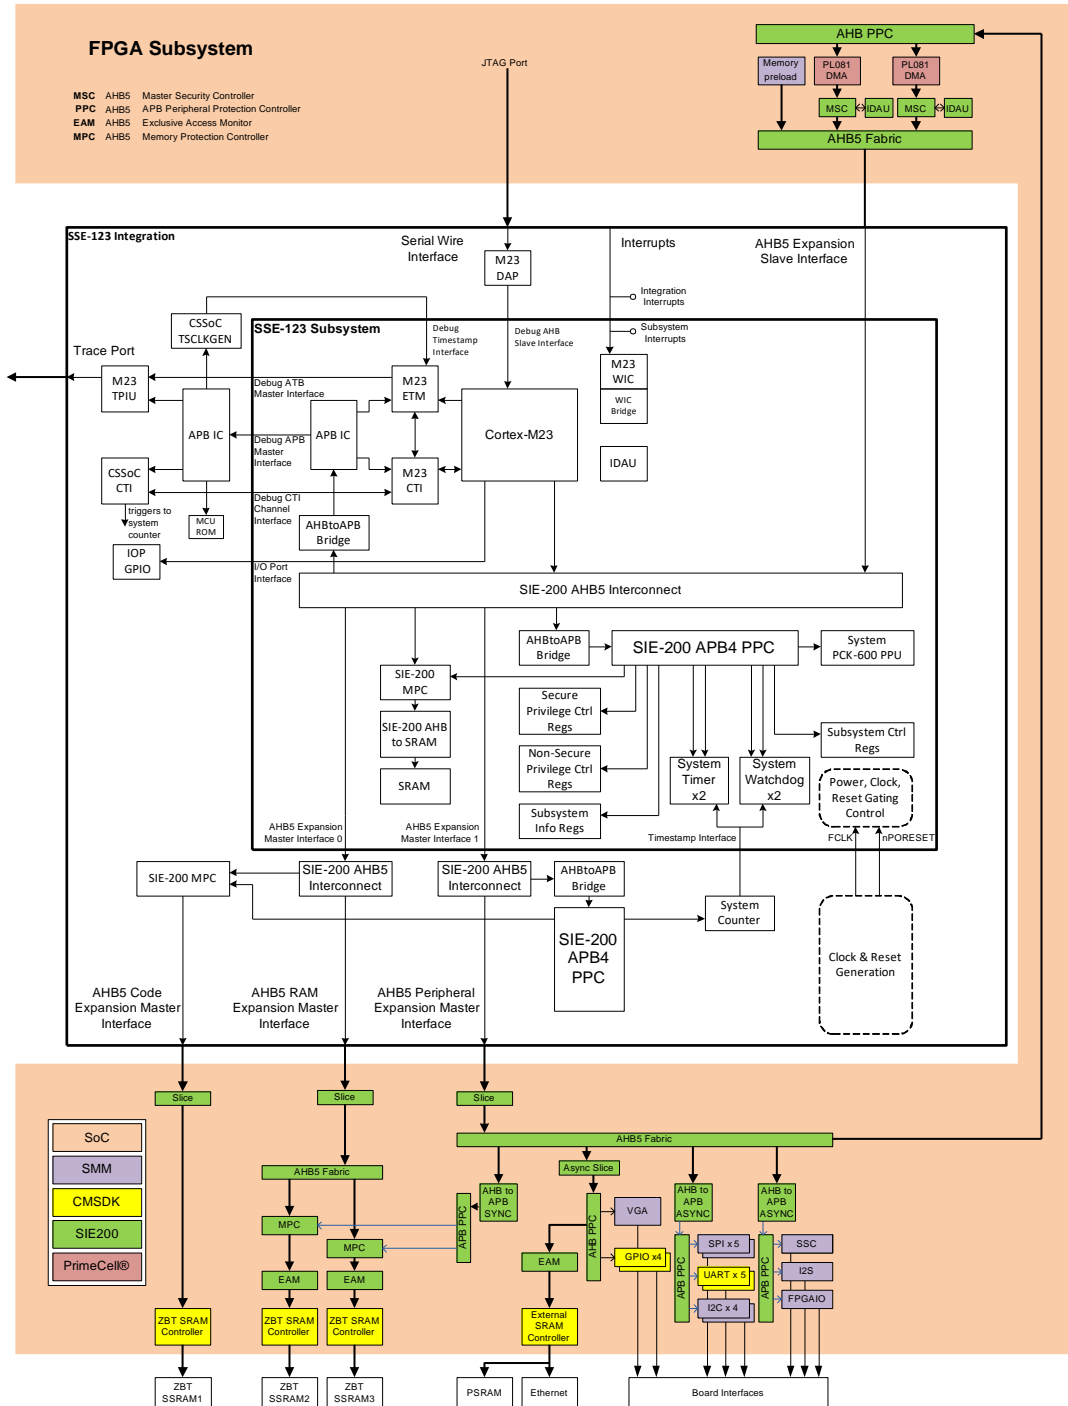 FPGA Subsystem
MSC AHB5 Master Security Controller
PPC AHB5 APB Peripheral Protection Controller
EAM AHB5 Exclusive Access Monitor
MPC AHB5 Memory Protection Controller
JTAG Port
AHB PPC
Memory
preload
PL081
DMA
PL081
DMA
MSC
IDAU
MSC
IDAU
AHB5 Fabric
SSE-123 Integration
Serial Wire
Interface
M23
DAP
Interrupts
AHB5 Expansion
Slave Interface
Integration
Interrupts
Subsystem
Interrupts
CSSoC
TSCLKGEN
SSE-123 Subsystem
Debug
Timestamp
Interface
Debug AHB
Slave Interface
Trace Port
M23
TPIU
Debug ATB
Master Interface
M23
ETM
M23
WIC
WIC
Bridge
APB IC
Debug APB
Master
Interface
APB IC
Cortex-M23
IDAU
CSSoC
CTI
M23
CTI
triggers to
system
counter
MCU
ROM
Debug CTI
Channel
Interface
AHBtoAPB
Bridge
IOP
GPIO
I/O Port
Interface
SIE-200 AHB5 Interconnect
AHBtoAPB
Bridge
SIE-200 APB4 PPC
System
PCK-600 PPU
SIE-200
MPC
Secure
Privilege Ctrl
Regs
SIE-200 AHB
to SRAM
Subsystem Ctrl
Regs
Non-Secure
Privilege Ctrl
Regs
System
Timer
x2
System
Watchdog
x2
SRAM
Power, Clock,
Reset Gating
Control
Subsystem
Info Regs
AHB5 Expansion
Master Interface 0
AHB5 Expansion
Master Interface 1
Timestamp Interface
FCLK
nPORESET
SIE-200 MPC
SIE-200 AHB5
Interconnect
SIE-200 AHB5
Interconnect
AHBtoAPB
Bridge
System
Counter
SIE-200
APB4
PPC
Clock & Reset
Generation
AHB5 Code
Expansion Master
Interface
AHB5 RAM
Expansion Master
Interface
AHB5 Peripheral
Expansion Master
Interface
Slice
Slice
Slice
SoC
SMM
CMSDK
SIE200
PrimeCell®
AHB5 Fabric
AHB5 Fabric
Async Slice
AHB to
APB
SYNC
AHB to
APB
ASYNC
AHB to
APB
ASYNC
MPC
MPC
APB PPC
AHB PPC
VGA
GPIO x4
APB PPC
SPI x 5
UART x 5
I2C x 4
APB PPC
SSC
I2S
FPGAIO
EAM
EAM
EAM
ZBT SRAM
Controller
ZBT SRAM
Controller
ZBT SRAM
Controller
External
SRAM
Controller
ZBT
SSRAM1
ZBT
SSRAM2
ZBT
SSRAM3
PSRAM
Ethernet
Board Interfaces